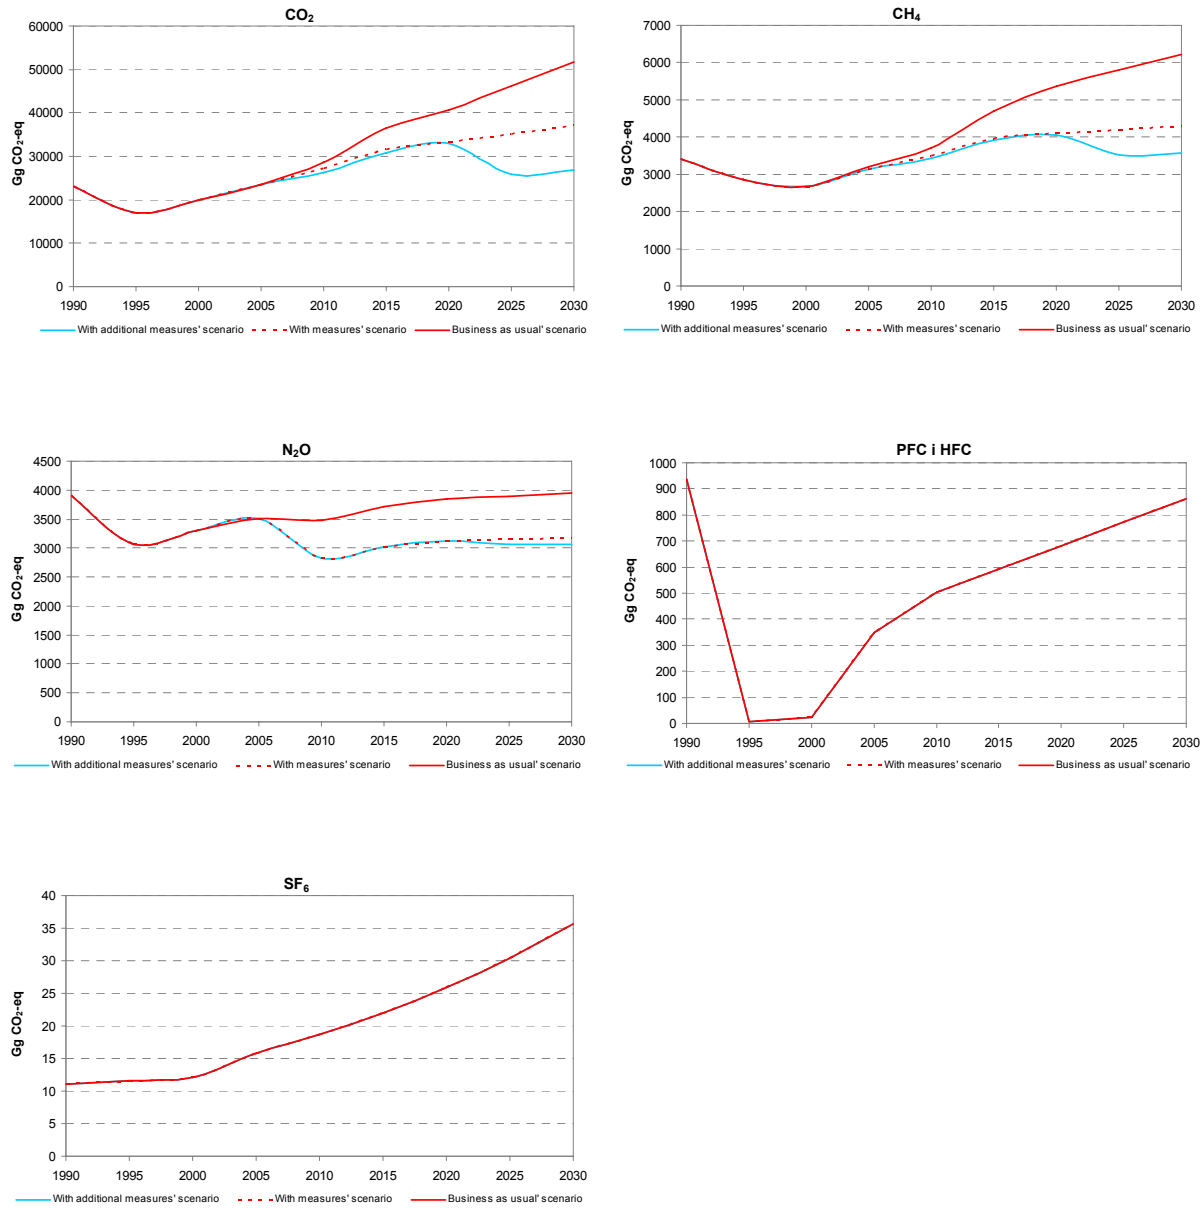 CO₂
60000
50000
40000
30000
20000
10000
0
Gg CO₂-eq
1990 1995 2000 2005 2010 2015 2020 2025 2030
With additional measures' scenario With measures' scenario Business as usual' scenario
CH₄
7000
6000
5000
4000
3000
2000
1000
0
Gg CO₂-eq
1990 1995 2000 2005 2010 2015 2020 2025 2030
With additional measures' scenario With measures' scenario Business as usual' scenario
N₂O
4500
4000
3500
3000
2500
2000
1500
1000
500
0
Gg CO₂-eq
1990 1995 2000 2005 2010 2015 2020 2025 2030
With additional measures' scenario With measures' scenario Business as usual' scenario
PFC i HFC
1000
900
800
700
600
500
400
300
200
100
0
Gg CO₂-eq
1990 1995 2000 2005 2010 2015 2020 2025 2030
With additional measures' scenario With measures' scenario Business as usual' scenario
SF₆
40
35
30
25
20
15
10
5
0
Gg CO₂-eq
1990 1995 2000 2005 2010 2015 2020 2025 2030
With additional measures' scenario With measures' scenario Business as usual' scenario